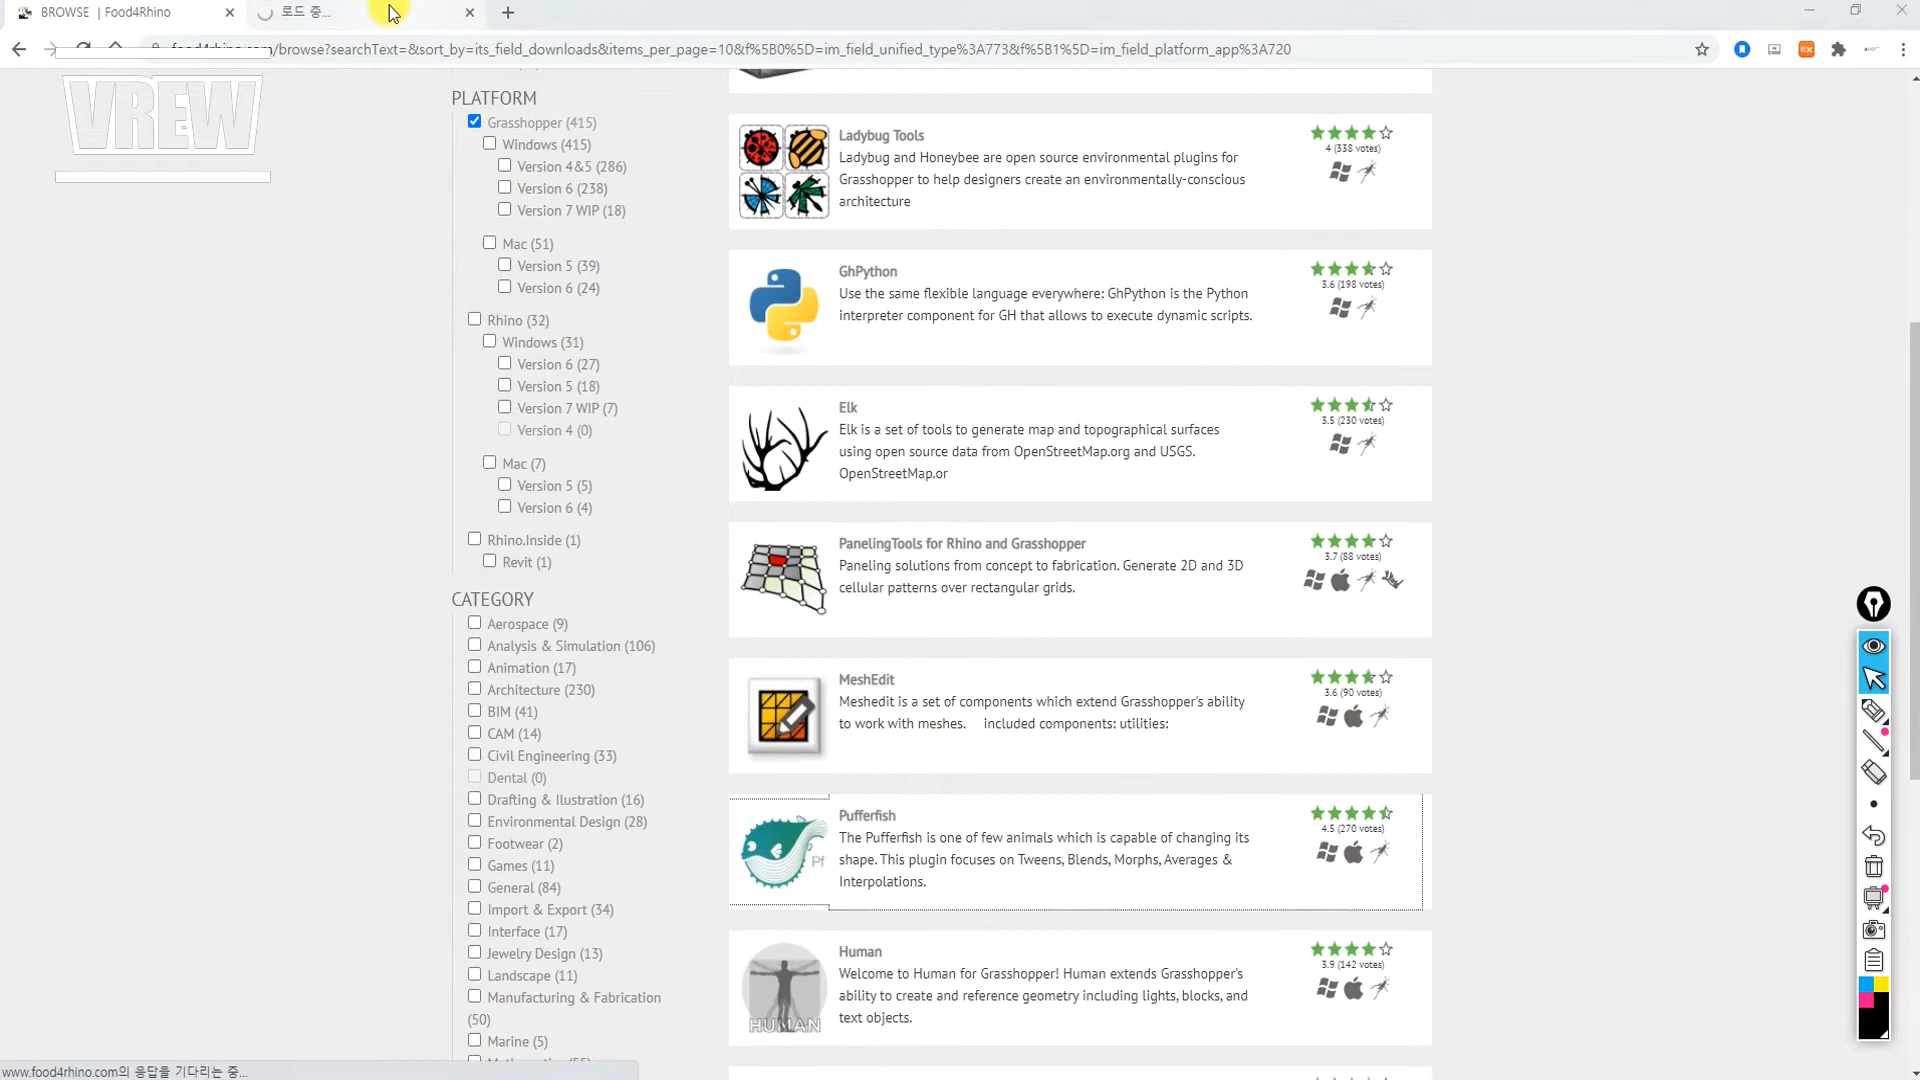 BROWSE | Food4Rhino
로드 중...
food4rhino.com/browse?searchText=&sort_by=its_field_downloads&items_per_page=10&f%5B0%5D=im_field_unified_type%3A773&f%5B1%5D=im_field_platform_app%3A720
VREW
PLATFORM
Grasshopper (415)
Windows (415)
Version 4&5 (286)
Version 6 (238)
Version 7 WIP (18)
Mac (51)
Version 5 (39)
Version 6 (24)
Rhino (32)
Windows (31)
Version 6 (27)
Version 5 (18)
Version 7 WIP (7)
Version 4 (0)
Mac (7)
Version 5 (5)
Version 6 (4)
Rhino.Inside (1)
Revit (1)
CATEGORY
Aerospace (9)
Analysis & Simulation (106)
Animation (17)
Architecture (230)
BIM (41)
CAM (14)
Civil Engineering (33)
Dental (0)
Drafting & Ilustration (16)
Environmental Design (28)
Footwear (2)
Games (11)
General (84)
Import & Export (34)
Interface (17)
Jewelry Design (13)
Landscape (11)
Manufacturing & Fabrication
(50)
Marine (5)
Ladybug Tools
Ladybug and Honeybee are open source environmental plugins for
Grasshopper to help designers create an environmentally-conscious
architecture
4 (338 votes)
GhPython
Use the same flexible language everywhere: GhPython is the Python
interpreter component for GH that allows to execute dynamic scripts.
3.6 (198 votes)
Elk
Elk is a set of tools to generate map and topographical surfaces
using open source data from OpenStreetMap.org and USGS.
OpenStreetMap.or
3.5 (230 votes)
PanelingTools for Rhino and Grasshopper
Paneling solutions from concept to fabrication. Generate 2D and 3D
cellular patterns over rectangular grids.
3.7 (88 votes)
MeshEdit
Meshedit is a set of components which extend Grasshopper's ability
to work with meshes. included components: utilities:
3.6 (90 votes)
Pf
Pufferfish
The Pufferfish is one of few animals which is capable of changing its
shape. This plugin focuses on Tweens, Blends, Morphs, Averages &
Interpolations.
4.5 (270 votes)
HUMAN
Human
Welcome to Human for Grasshopper! Human extends Grasshopper's
ability to create and reference geometry including lights, blocks, and
text objects.
3.9 (142 votes)
www.food4rhino.com의 응답을 기다리는 중...